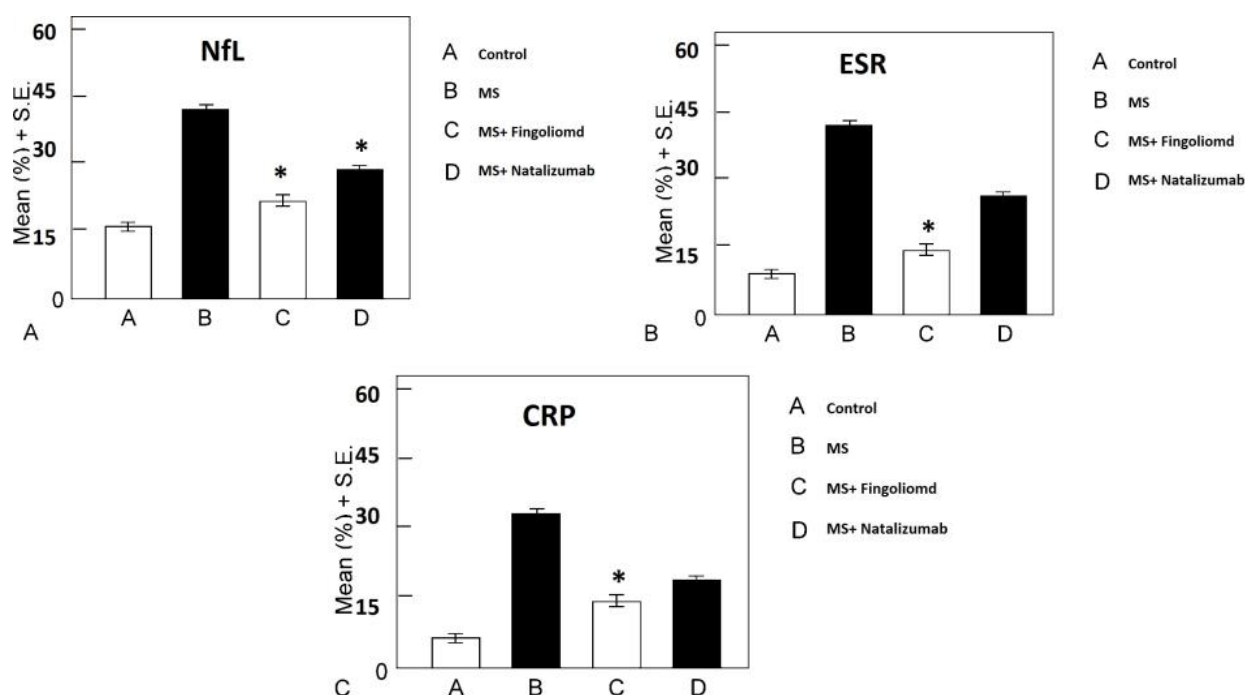 NfL
Mean (%) + S.E.
60
45
30
15
0
*
*
A
B
C
D
A Control
B MS
C MS+ Fingoliomd
D MS+ Natalizumab
A
ESR
Mean (%) + S.E.
60
45
30
15
0
*
A
B
C
D
A Control
B MS
C MS+ Fingoliomd
D MS+ Natalizumab
B
CRP
Mean (%) + S.E.
60
45
30
15
0
*
A
B
C
D
A Control
B MS
C MS+ Fingoliomd
D MS+ Natalizumab
C